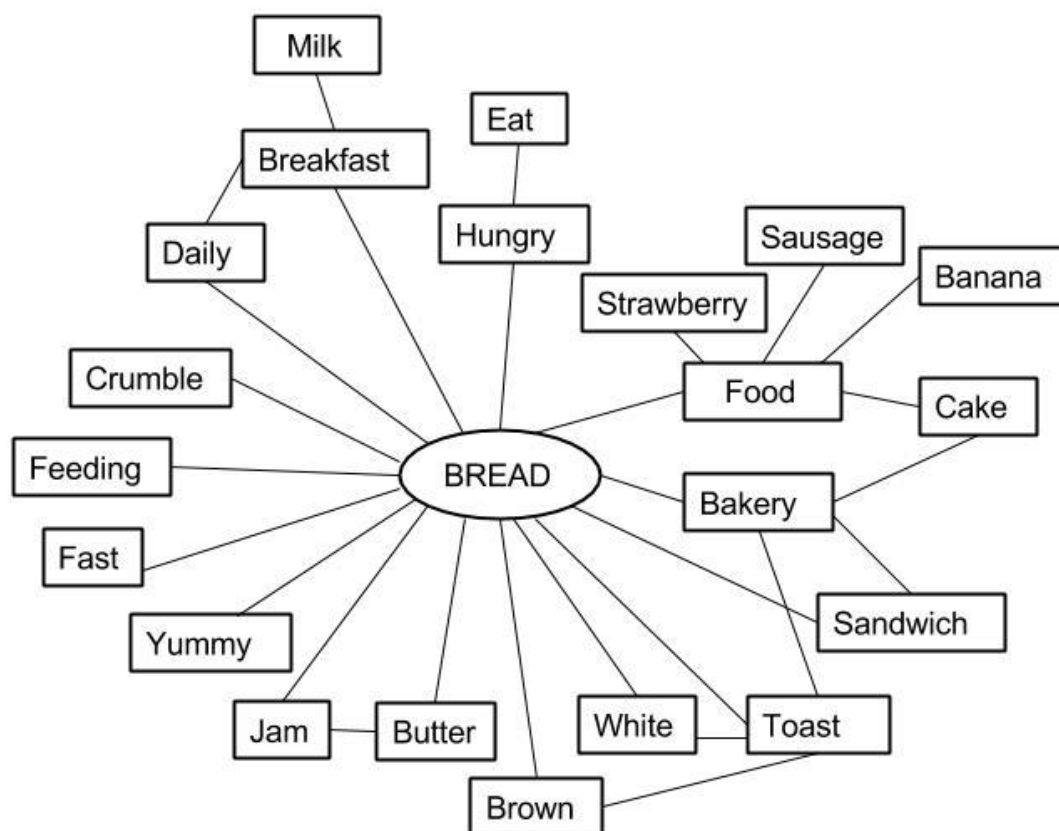 Milk
Eat
Breakfast
Hungry
Sausage
Daily
Banana
Strawberry
Crumble
Food
Cake
Feeding
BREAD
Bakery
Fast
Sandwich
Yummy
Jam
Butter
White
Toast
Brown